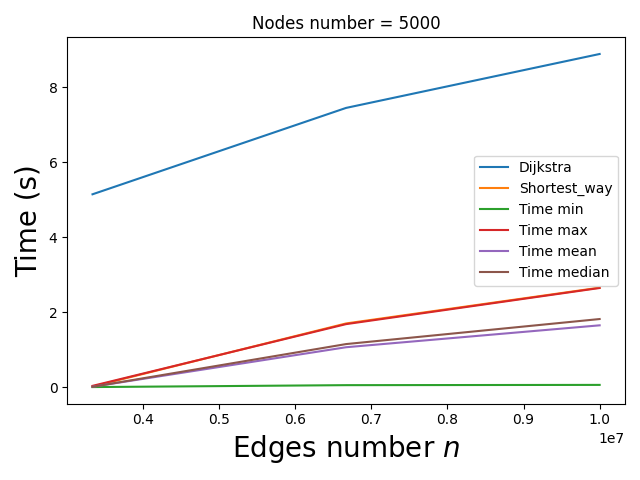 Nodes number = 5000
Time (s)
8
6
4
2
0
Dijkstra
Shortest_way
Time min
Time max
Time mean
Time median
0.4 0.5 0.6 0.7 0.8 0.9 1.0
1e7
Edges number n